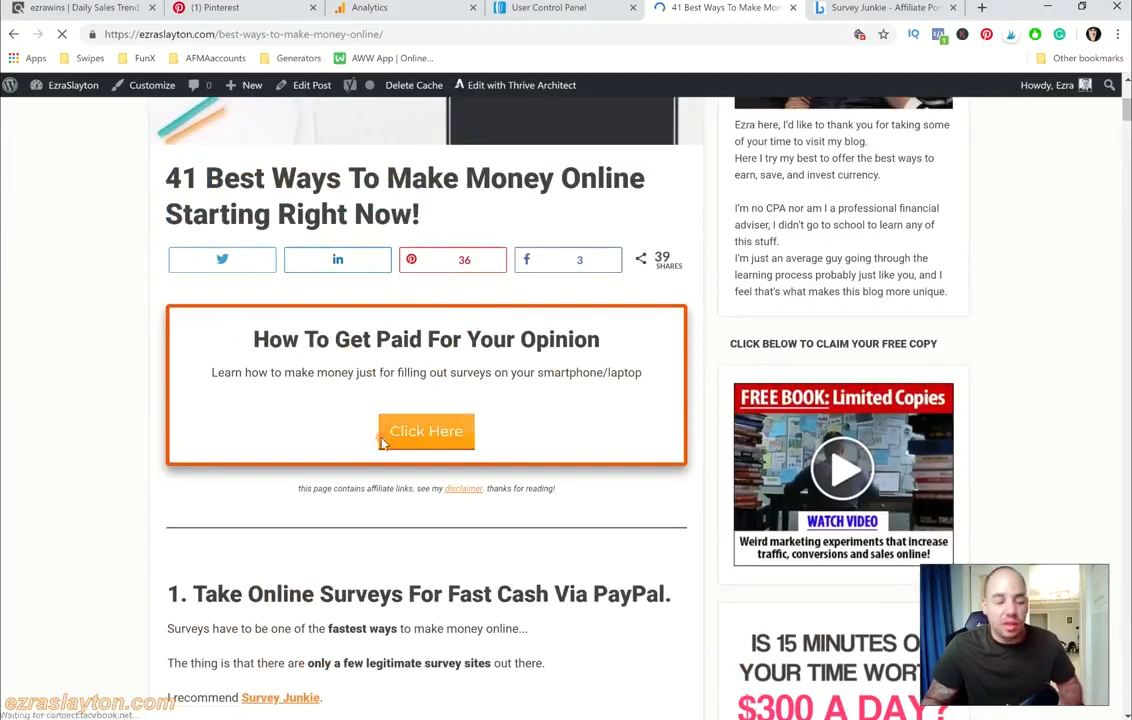 ezrawins | Daily Sales Trend
(1) Pinterest
Analytics
User Control Panel
41 Best Ways To Make Mon
Survey Junkie - Affiliate Por
https://ezraslayton.com/best-ways-to-make-money-online/
Apps
Swipes
FunX
AFMAaccounts
Generators
AWW App | Online...
Other bookmarks
EzraSlayton
Customize
0
New
Edit Post
Delete Cache
Edit with Thrive Architect
Howdy, Ezra
41 Best Ways To Make Money Online
Starting Right Now!
36
3
39
SHARES
How To Get Paid For Your Opinion
Learn how to make money just for filling out surveys on your smartphone/laptop
Click Here
this page contains affiliate links. see my disclaimer. thanks for reading!
1. Take Online Surveys For Fast Cash Via PayPal.
Surveys have to be one of the fastest ways to make money online...
The thing is that there are only a few legitimate survey sites out there.
I recommend Survey Junkie.
Ezra here, I'd like to thank you for taking some
of your time to visit my blog.
Here I try my best to offer the best ways to
earn, save, and invest currency.
I'm no CPA nor am I a professional financial
adviser, I didn't go to school to learn any of
this stuff.
I'm just an average guy going through the
learning process probably just like you, and I
feel that's what makes this blog more unique.
CLICK BELOW TO CLAIM YOUR FREE COPY
FREE BOOK: Limited Copies
WATCH VIDEO
Weird marketing experiments that increase
traffic, conversions and sales online!
IS 15 MINUTES O
YOUR TIME WORT
$300 A DAY?
ezraslayton.com
Waiting for connect.facebook.net...